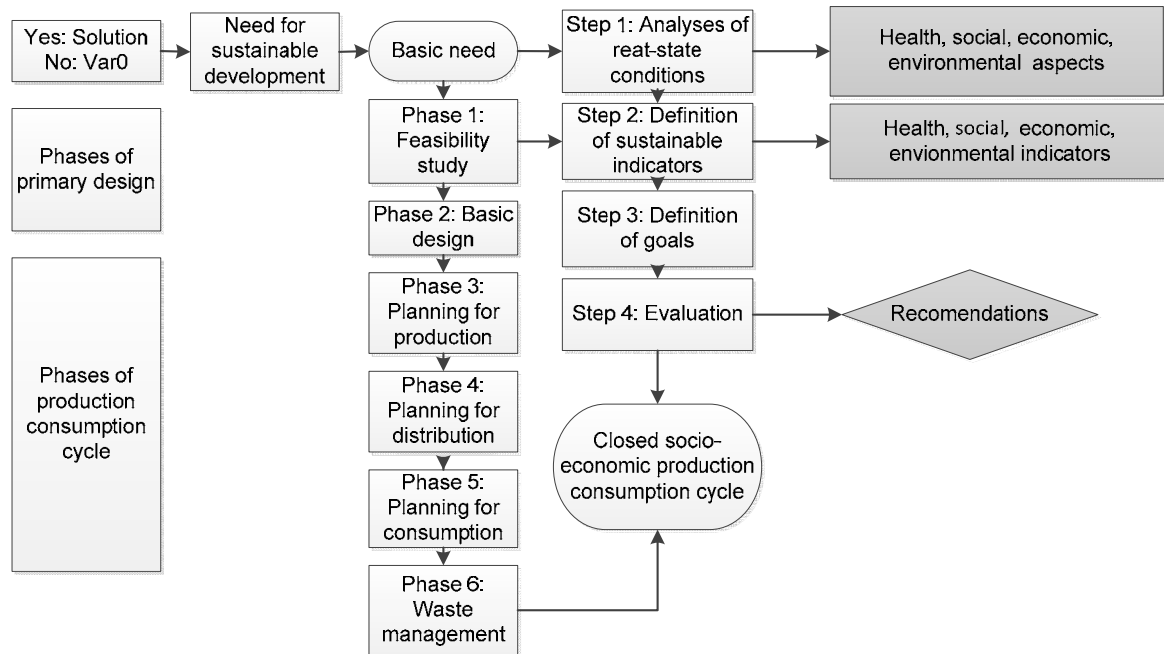 Yes: Solution
No: Var0
Need for
sustainable
development
Basic need
Step 1: Analyses of
reat-state
conditions
Health, social, economic,
environmental aspects
Phases of
primary design
Phase 1:
Feasibility
study
Step 2: Definition
of sustainable
indicators
Health, social, economic,
envionmental indicators
Phase 2: Basic
design
Step 3: Definition
of goals
Phases of
production
consumption
cycle
Phase 3:
Planning for
production
Step 4: Evaluation
Recomendations
Phase 4:
Planning for
distribution
Closed socio-
economic production
consumption cycle
Phase 5:
Planning for
consumption
Phase 6:
Waste
management